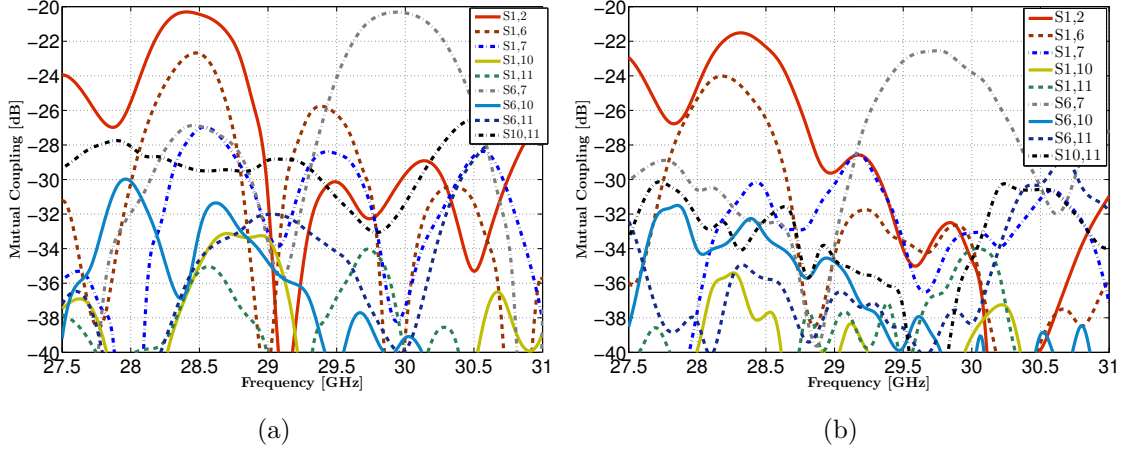 −20
−22
−24
−26
−28
−30
−32
−34
−36
−38
−40
Mutual Coupling [dB]
27.5 28 28.5 29 29.5 30 30.5 31
Frequency [GHz]
S1,2
S1,6
S1,7
S1,10
S1,11
S6,7
S6,10
S6,11
S10,11
(a)
−20
−22
−24
−26
−28
−30
−32
−34
−36
−38
−40
Mutual Coupling [dB]
27.5 28 28.5 29 29.5 30 30.5 31
Frequency [GHz]
S1,2
S1,6
S1,7
S1,10
S1,11
S6,7
S6,10
S6,11
S10,11
(b)